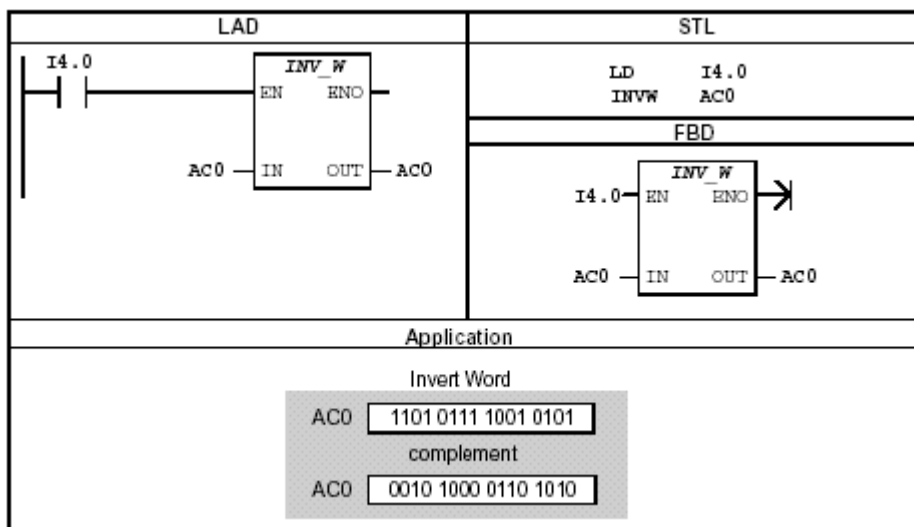 LAD
I4.0
INV_W
EN ENO
AC0 IN OUT AC0
STL
LD I4.0
INVW AC0
FBD
INV_W
I4.0 EN ENO
AC0 IN OUT AC0
Application
Invert Word
AC0 1101 0111 1001 0101
complement
AC0 0010 1000 0110 1010